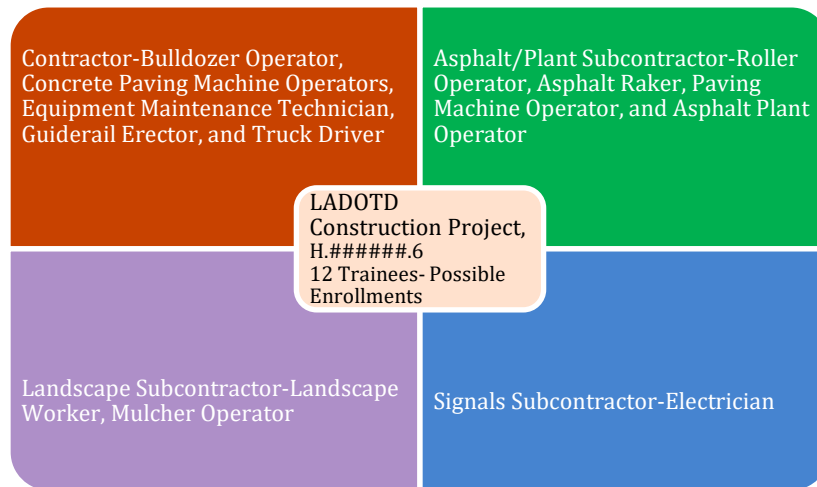 Contractor-Bulldozer Operator,
Concrete Paving Machine Operators,
Equipment Maintenance Technician,
Guiderail Erector, and Truck Driver
Asphalt/Plant Subcontractor-Roller
Operator, Asphalt Raker, Paving
Machine Operator, and Asphalt Plant
Operator
LADOTD
Construction Project,
H.######.6
12 Trainees- Possible
Enrollments
Landscape Subcontractor-Landscape
Worker, Mulcher Operator
Signals Subcontractor-Electrician